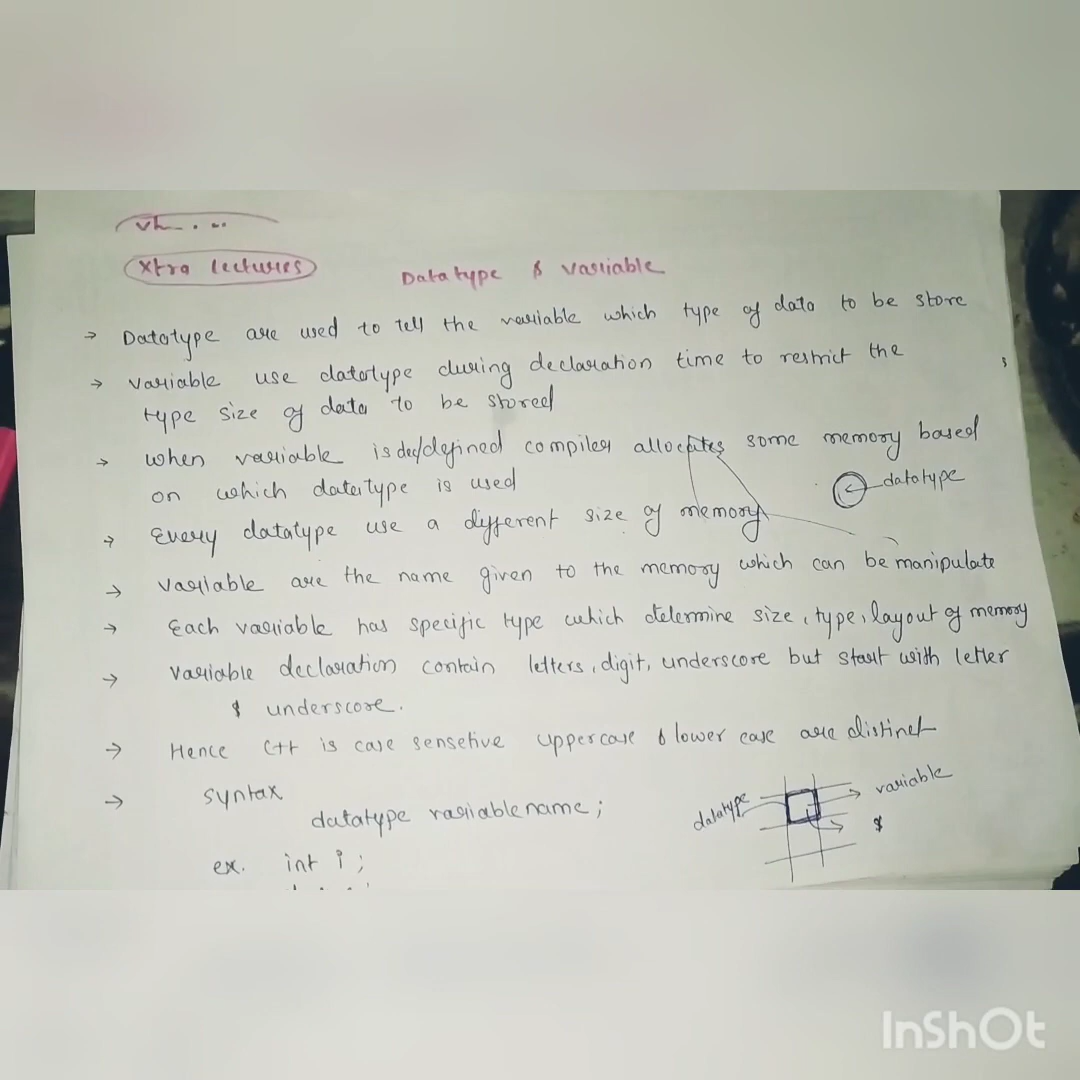 Xtra lectures
Datatype & variable
→ Datatype are used to tell the variable which type of data to be store
→ variable use datatype during declaration time to restrict the
type size of data to be stored
→ when variable is dec/defined compiler allocates some memory based
on which datatype is used
datatype
→ Every datatype use a different size of memory
→ variable are the name given to the memory which can be manipulate
→ Each variable has specific type which determine size, type, layout of memory
→ variable declaration contain letters, digit, underscore but start with letter
& underscore.
→ Hence C++ is case sensetive uppercase & lower case are distinct
→ syntax
datatype variable name;
datatype
variable
&
ex. int i;
InShOt